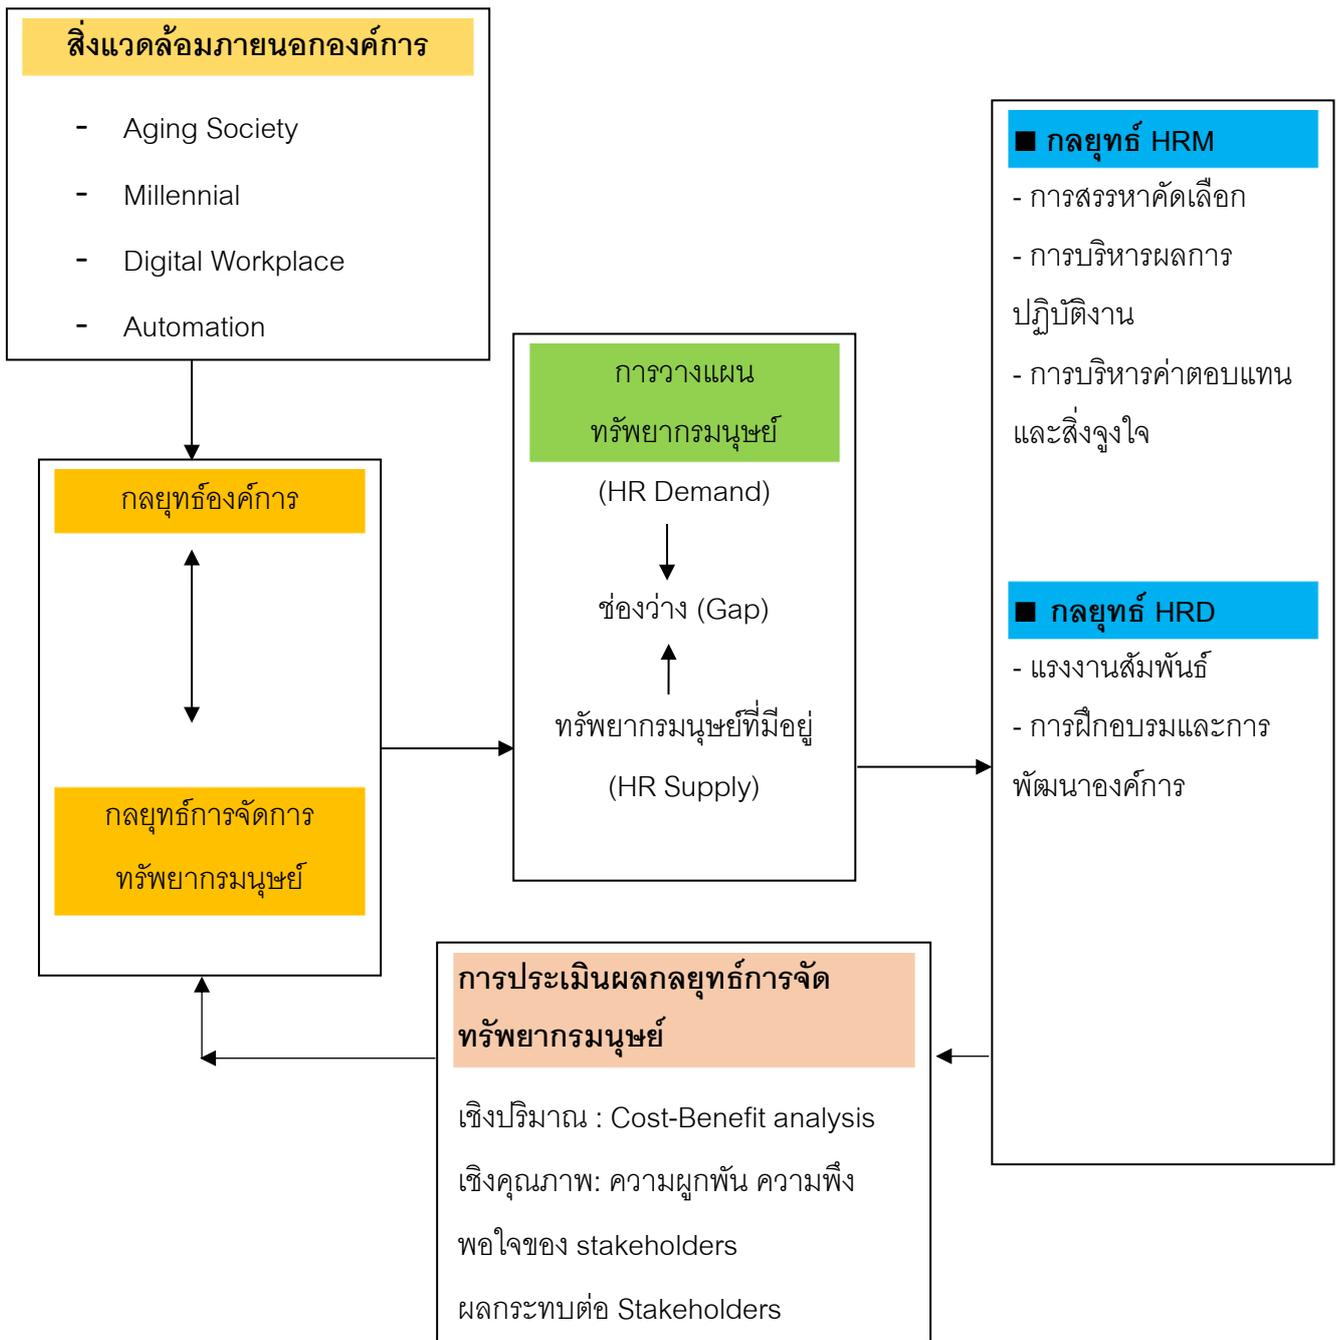 สิ่งแวดล้อมภายนอกองค์การ
- Aging Society
- Millennial
- Digital Workplace
- Automation
กลยุทธ์องค์การ
กลยุทธ์การจัดการ
ทรัพยากรมนุษย์
การวางแผน
ทรัพยากรมนุษย์
(HR Demand)
ช่องว่าง (Gap)
ทรัพยากรมนุษย์ที่มีอยู่
(HR Supply)
■ กลยุทธ์ HRM
- การสรรหาคัดเลือก
- การบริหารผลการ
ปฏิบัติงาน
- การบริหารค่าตอบแทน
และสิ่งจูงใจ
■ กลยุทธ์ HRD
- แรงงานสัมพันธ์
- การฝึกอบรมและการ
พัฒนาองค์การ
การประเมินผลกลยุทธ์การจัด
ทรัพยากรมนุษย์
เชิงปริมาณ : Cost-Benefit analysis
เชิงคุณภาพ: ความผูกพัน ความพึง
พอใจของ stakeholders
ผลกระทบต่อ Stakeholders